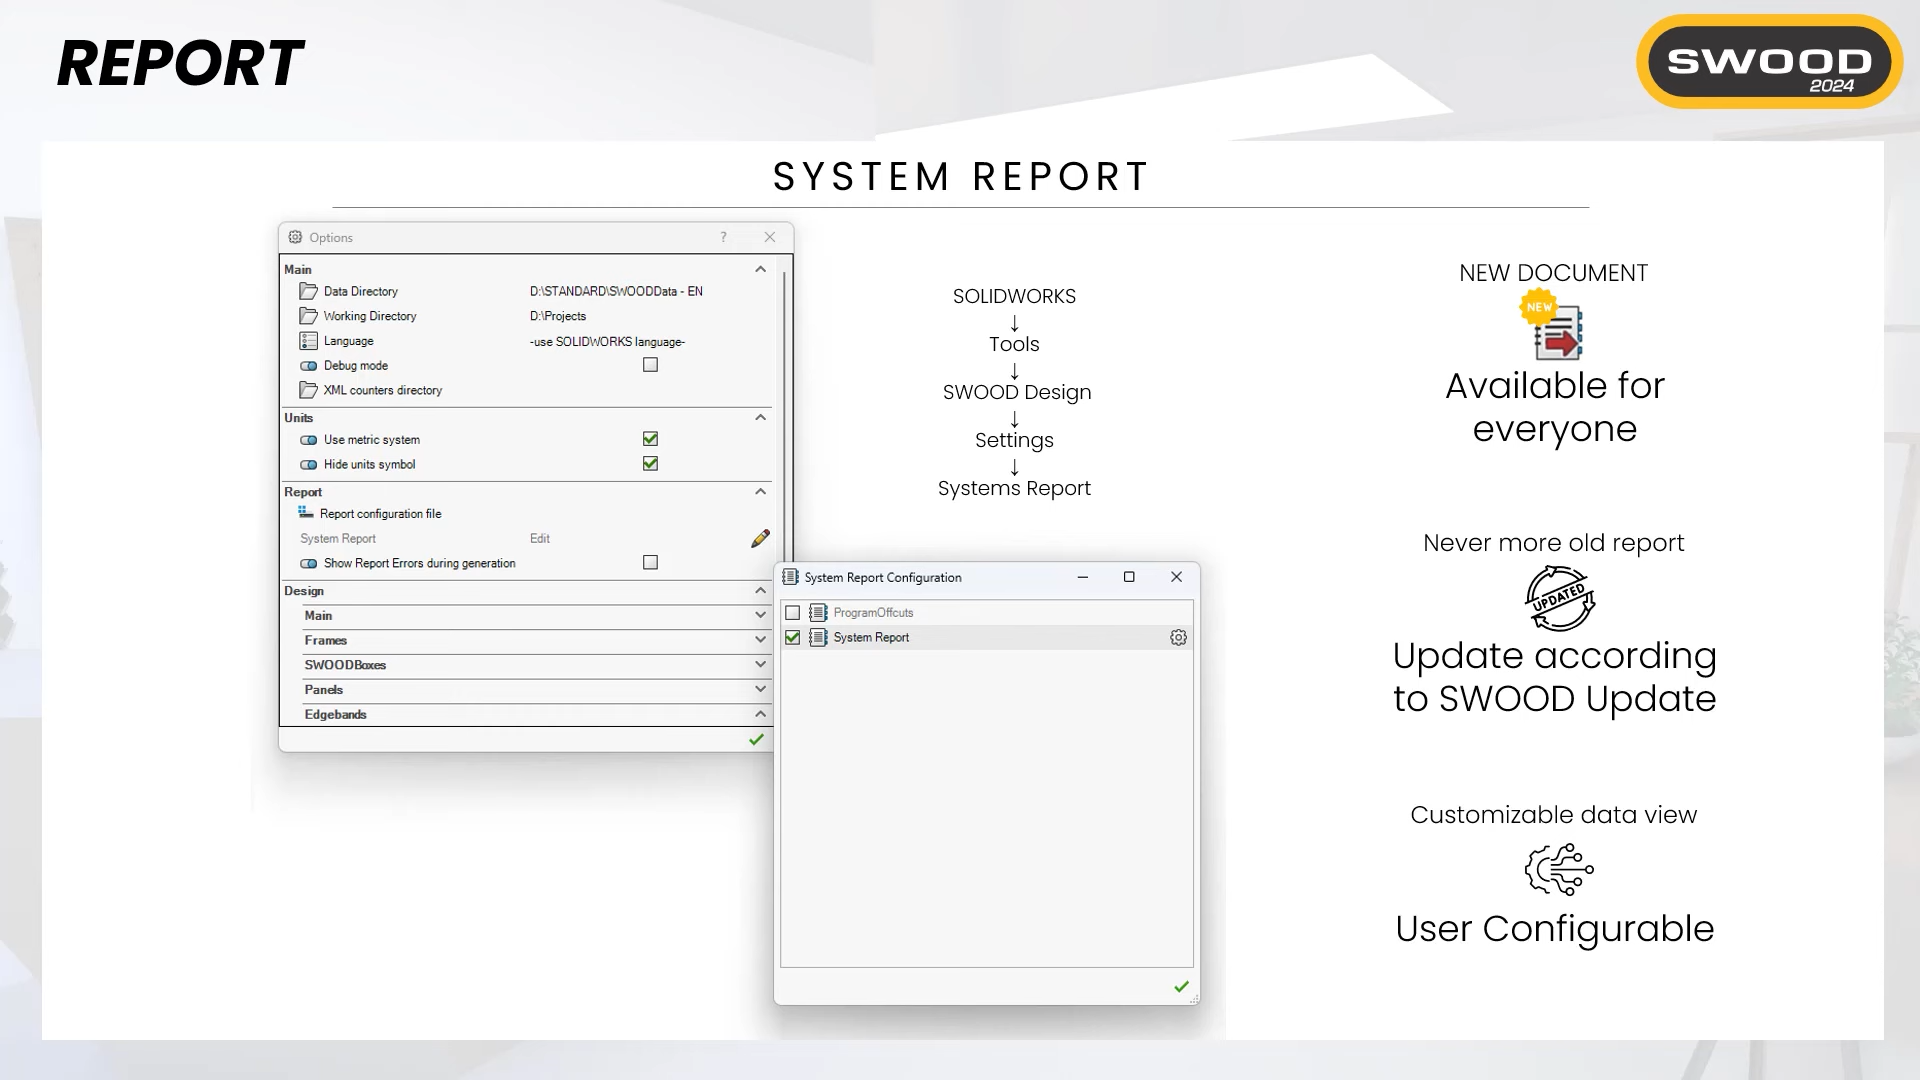 REPORT
SWOOD
2024
SYSTEM REPORT
Options
?
Main
Data Directory D:\STANDARD\SWOODData - EN
Working Directory D:\Projects
Language -use SOLIDWORKS language-
Debug mode
XML counters directory
Units
Use metric system
Hide units symbol
Report
Report configuration file
System Report Edit
Show Report Errors during generation
Design
Main
Frames
SWOODBoxes
Panels
Edgebands
SOLIDWORKS
↓
Tools
↓
SWOOD Design
↓
Settings
↓
Systems Report
System Report Configuration
ProgramOffcuts
System Report
NEW DOCUMENT
NEW
Available for
everyone
Never more old report
UPDATED
Update according
to SWOOD Update
Customizable data view
User Configurable